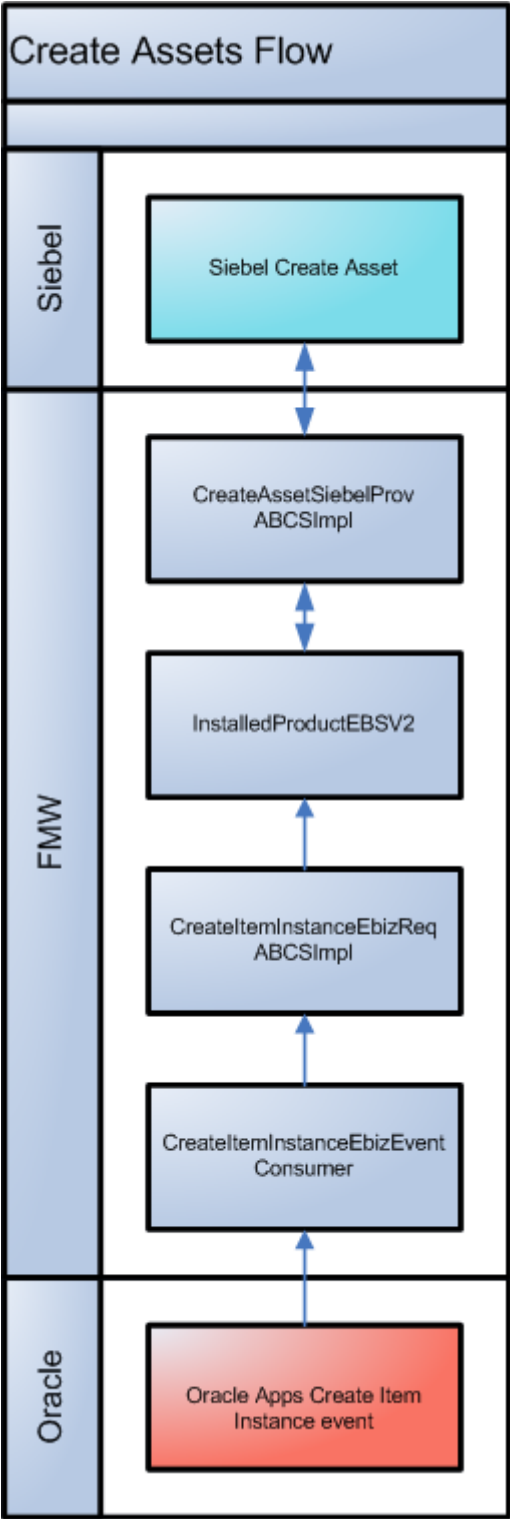 Create Assets Flow
Siebel
Siebel Create Asset
FMW
CreateAssetSiebelProv
ABCSImpl
InstalledProductEBSV2
CreateItemInstanceEbizReq
ABCSImpl
CreateItemInstanceEbizEvent
Consumer
Oracle
Oracle Apps Create Item
Instance event